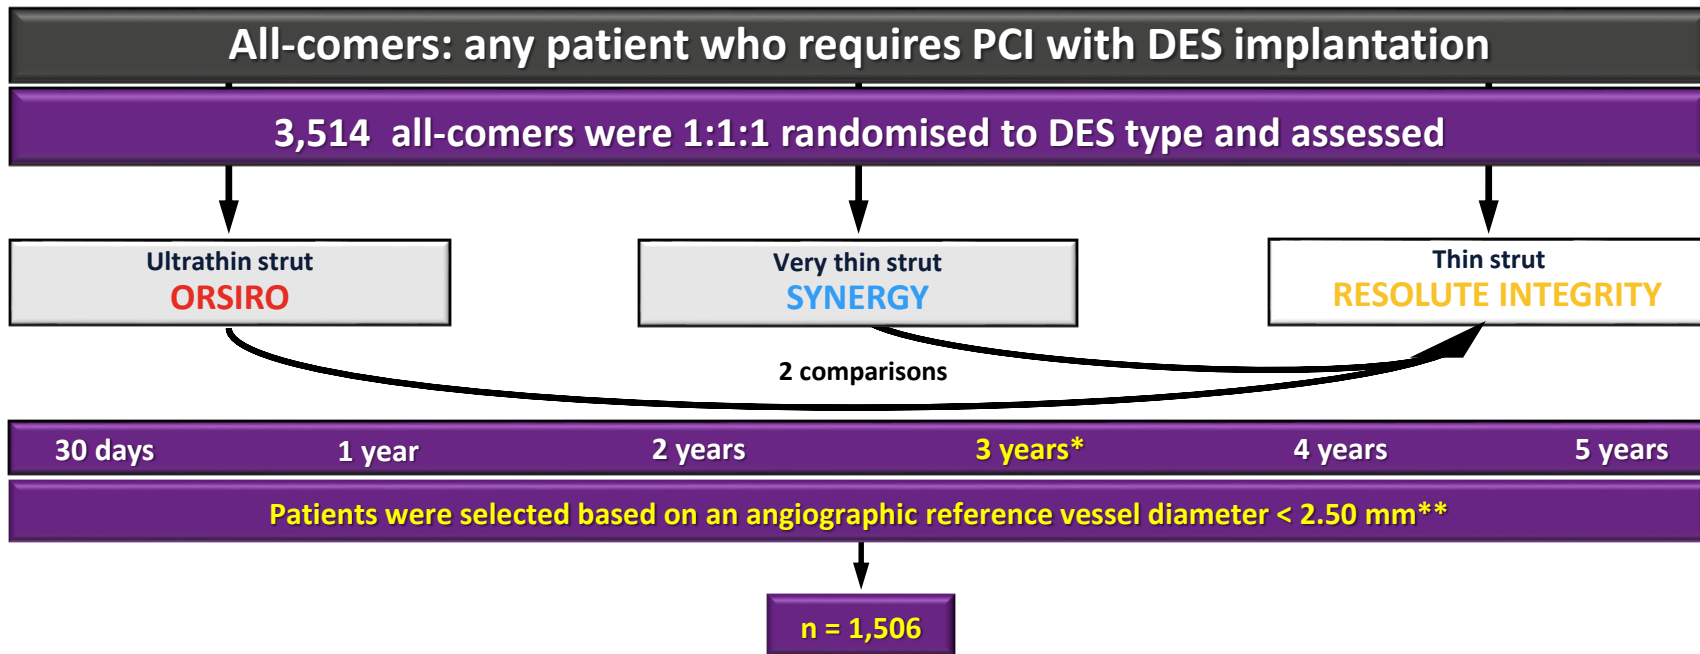 All-comers: any patient who requires PCI with DES implantation
3,514 all-comers were 1:1:1 randomised to DES type and assessed
Ultrathin strut
ORSIRO
Very thin strut
SYNERGY
Thin strut
RESOLUTE INTEGRITY
2 comparisons
30 days 1 year 2 years 3 years* 4 years 5 years
Patients were selected based on an angiographic reference vessel diameter < 2.50 mm**
n = 1,506